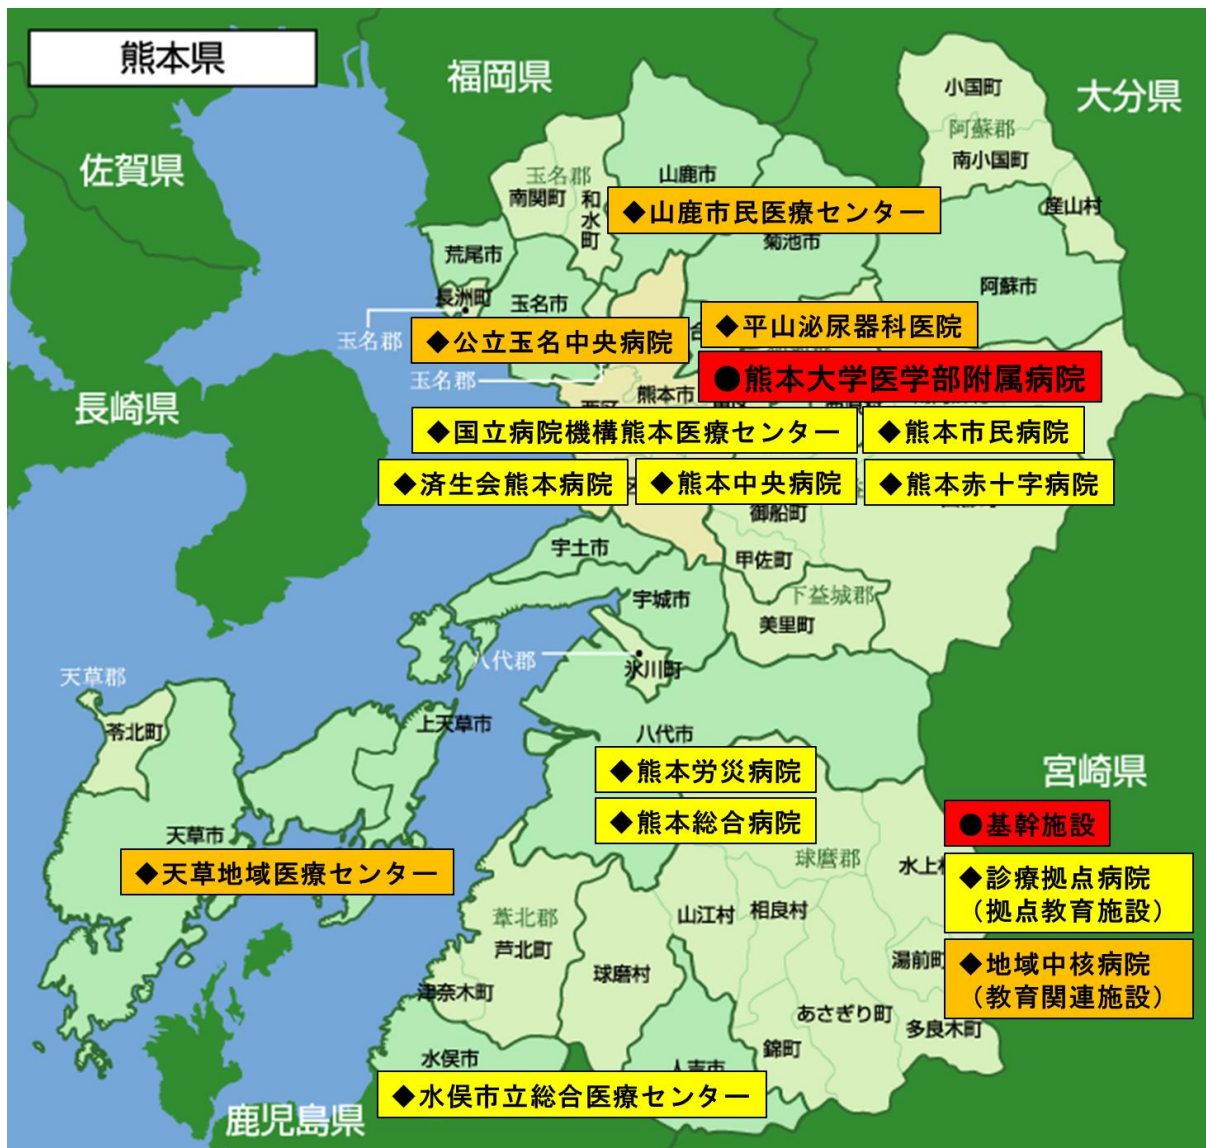 熊本県
福岡県
大分県
佐賀県
小国町
阿蘇郡
南小国町
産山村
玉名郡
南関町
和水町
山鹿市
◆山鹿市民医療センター
菊池市
荒尾市
長洲町
玉名市
阿蘇市
玉名郡
◆公立玉名中央病院
◆平山泌尿器科医院
玉名郡
●熊本大学医学部附属病院
長崎県
熊本市
◆国立病院機構熊本医療センター
◆熊本市民病院
◆済生会熊本病院
◆熊本中央病院
◆熊本赤十字病院
御船町
宇土市
甲佐町
宇城市
下益城郡
美里町
八代郡
氷川町
天草郡
苓北町
上天草市
八代市
宮崎県
◆熊本労災病院
◆熊本総合病院
●基幹施設
天草市
◆天草地域医療センター
球磨郡
水上
◆診療拠点病院
（拠点教育施設）
葦北郡
芦北町
山江村
相良村
湯前町
◆地域中核病院
（教育関連施設）
津奈木町
球磨村
あさぎり町
多良木町
錦町
水俣市
人吉市
◆水俣市立総合医療センター
鹿児島県